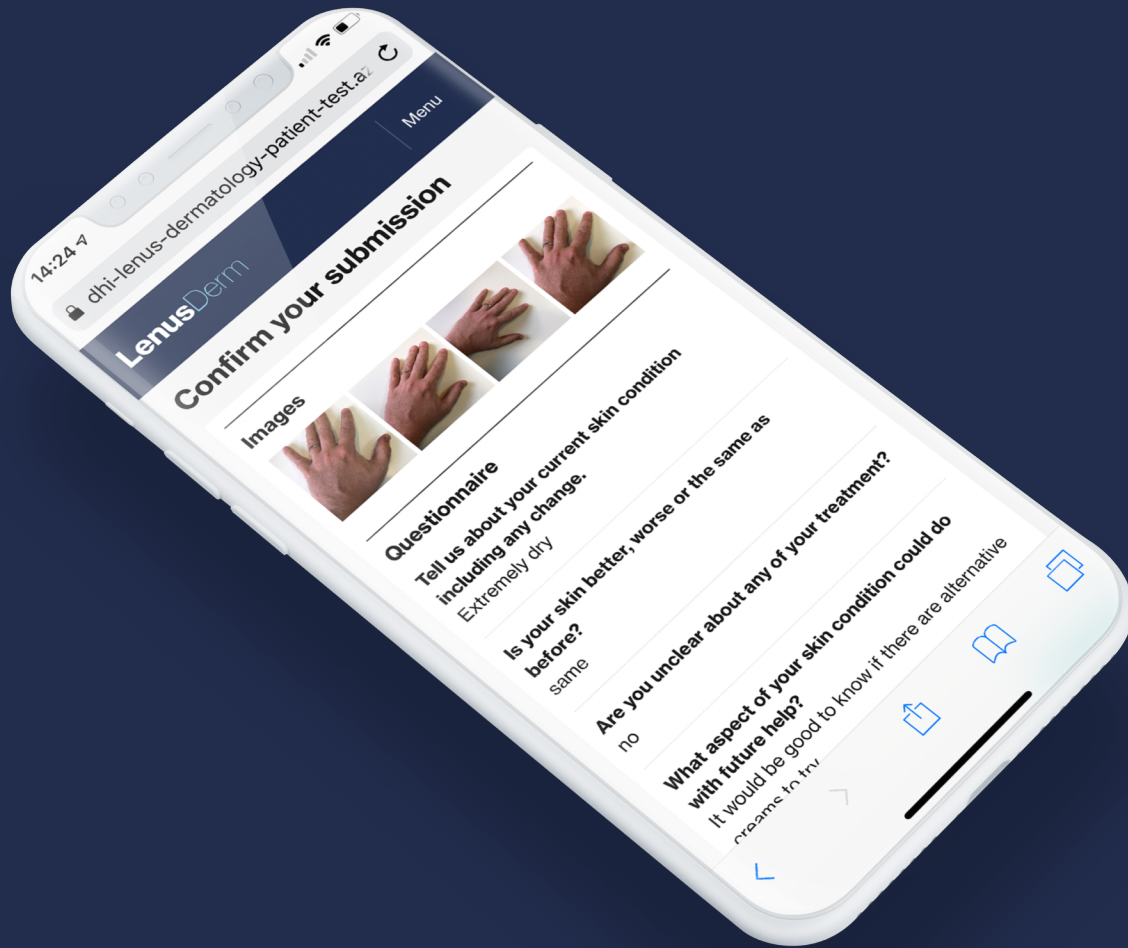 14:24
dhi-lenus-dermatology-patient-test.az
LenusDerm
Menu
Confirm your submission
Images
Questionnaire
Tell us about your current skin condition
including any change.
Extremely dry
Is your skin better, worse or the same as
before?
same
Are you unclear about any of your treatment?
no
What aspect of your skin condition could do
with future help?
It would be good to know if there are alternative
creams to try